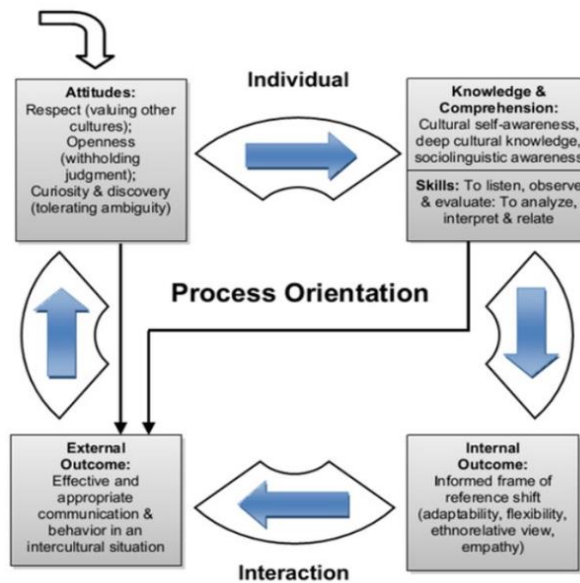 Individual
Attitudes:
Respect (valuing other
cultures);
Openness
(withholding
judgment);
Curiosity & discovery
(tolerating ambiguity)
Knowledge &
Comprehension:
Cultural self-awareness,
deep cultural knowledge,
sociolinguistic awareness
Skills: To listen, observe
& evaluate: To analyze,
interpret & relate
Process Orientation
External
Outcome:
Effective and
appropriate
communication &
behavior in an
intercultural situation
Internal
Outcome:
Informed frame of
reference shift
(adaptability, flexibility,
ethnorelative view,
empathy)
Interaction